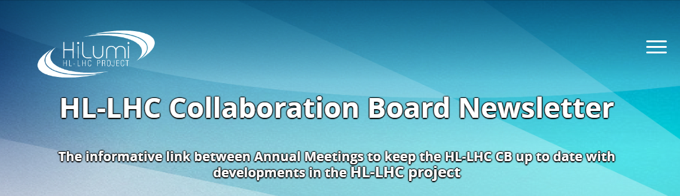 HiLumi
HL-LHC PROJECT
HL-LHC Collaboration Board Newsletter
The informative link between Annual Meetings to keep the HL-LHC CB up to date with
developments in the HL-LHC project